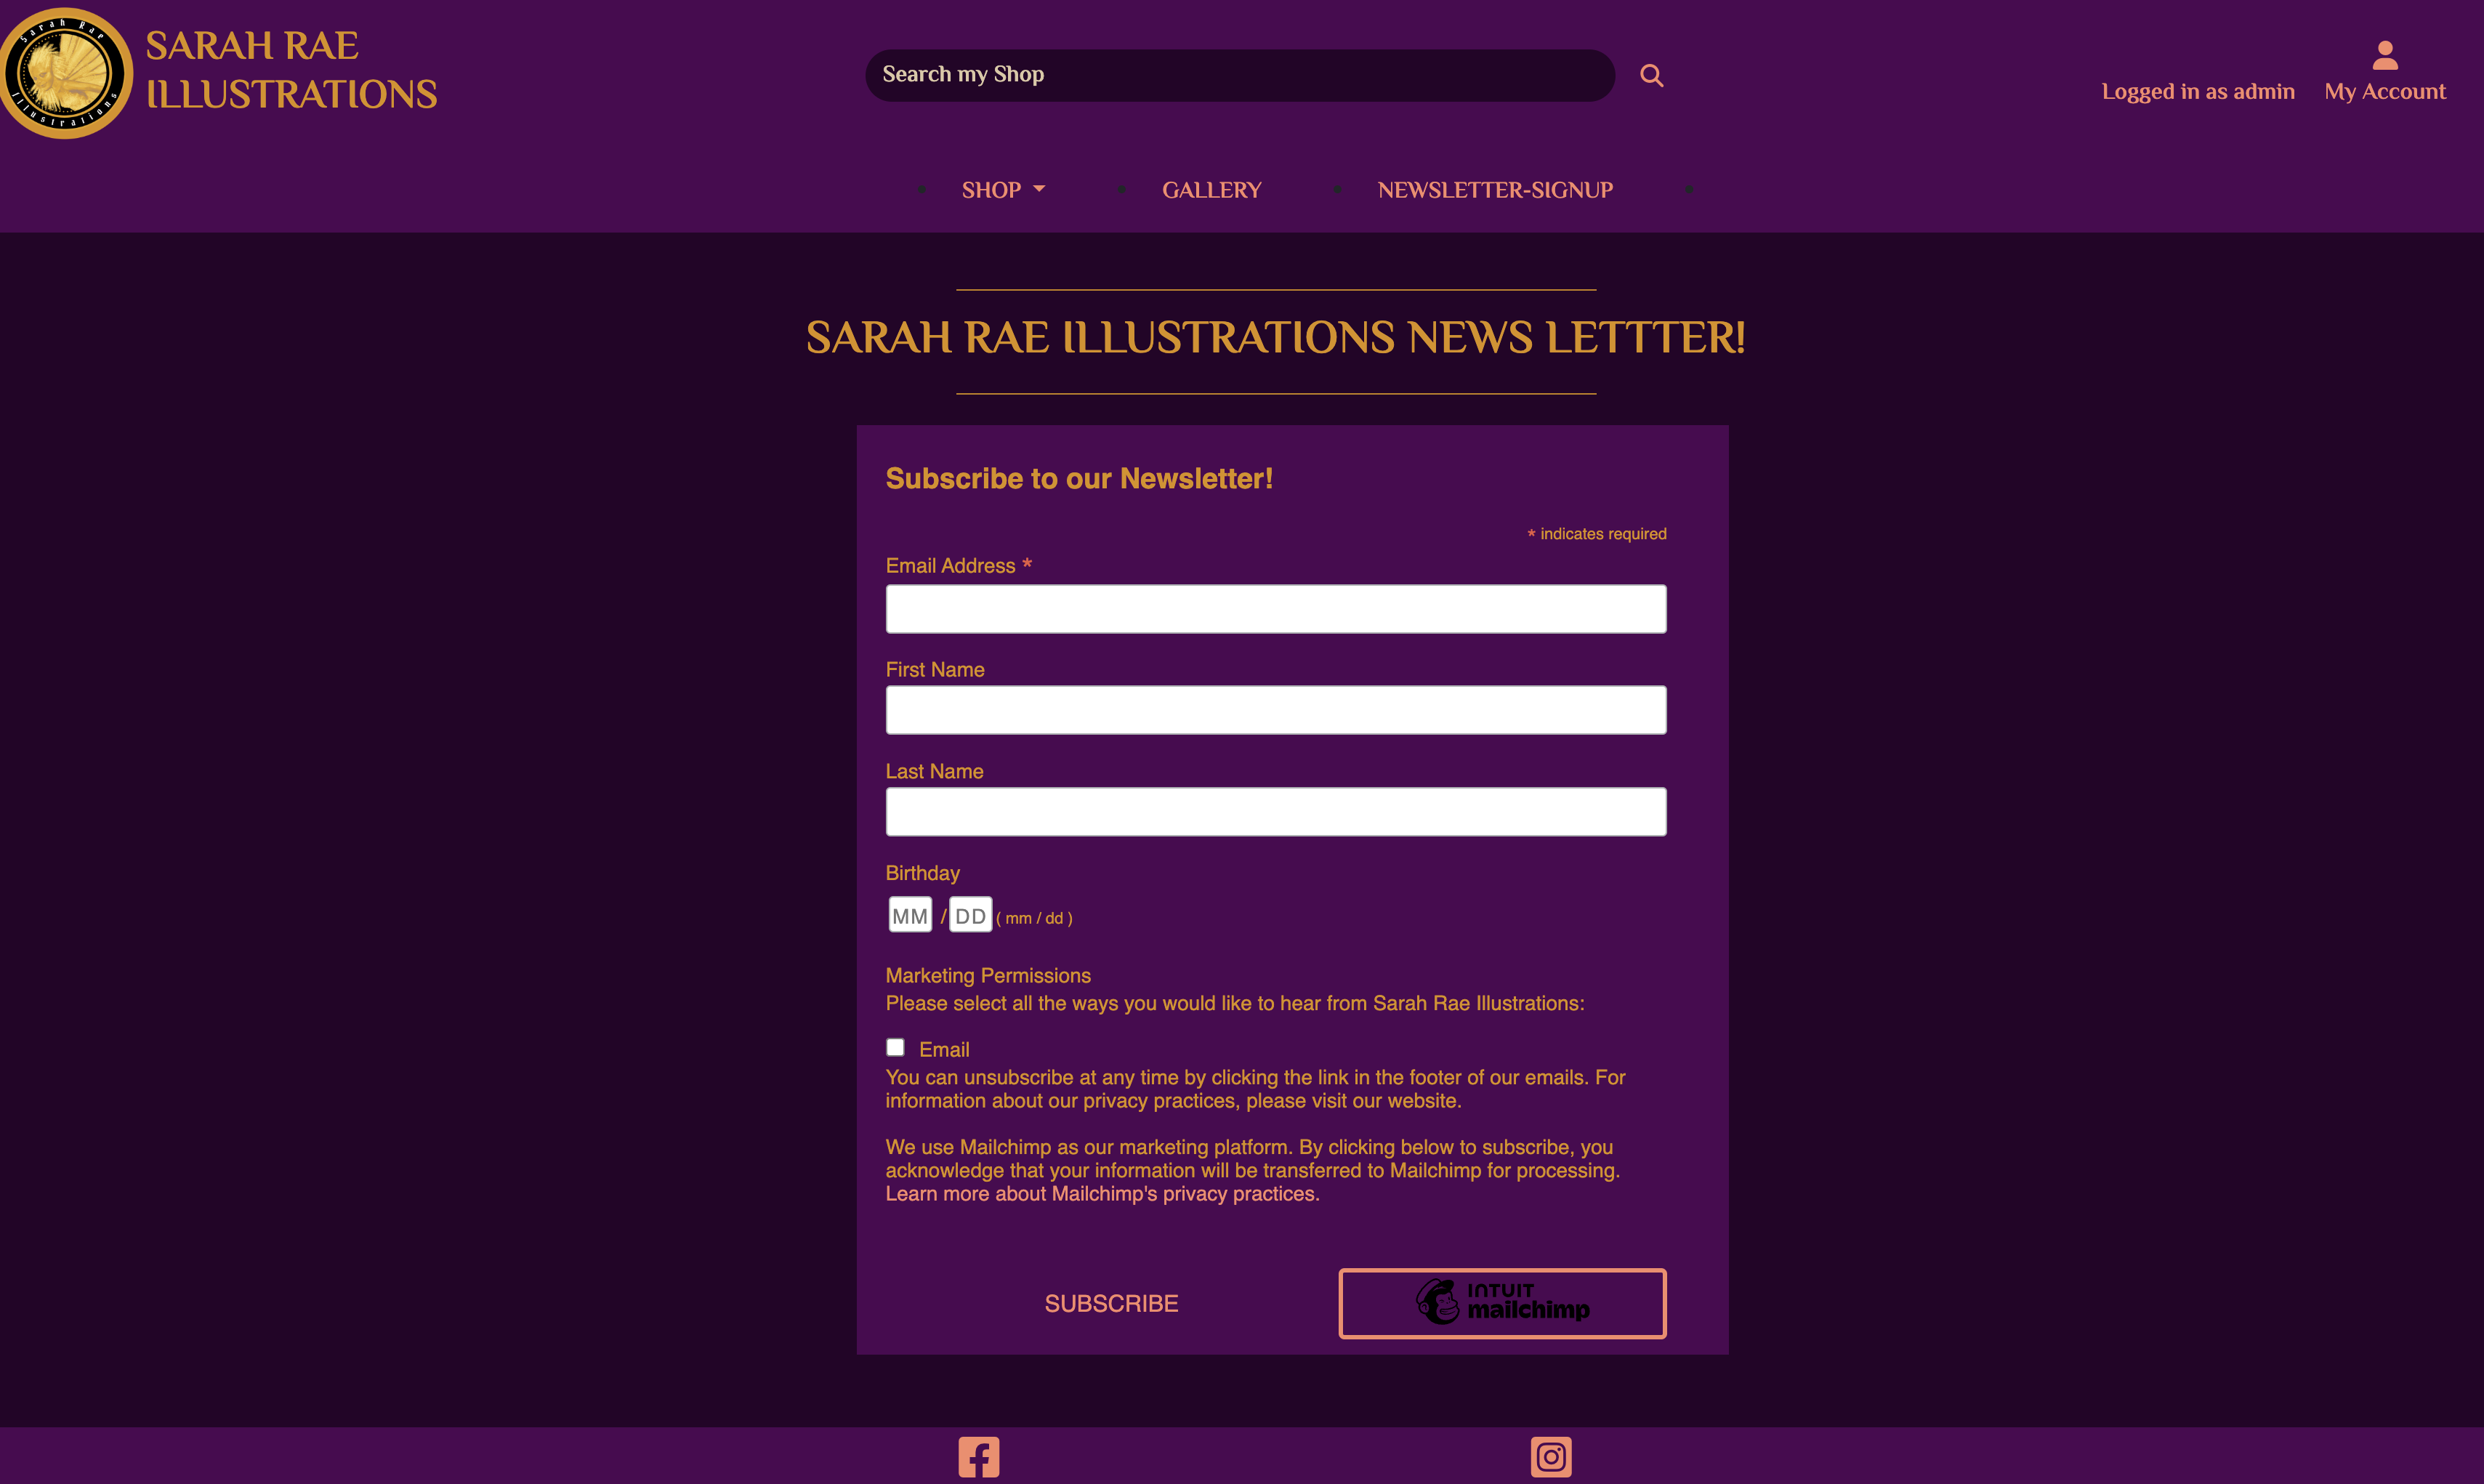 Sarah Rae
Illustrations
SARAH RAE
ILLUSTRATIONS
Search my Shop
Logged in as admin
My Account
SHOP
GALLERY
NEWSLETTER-SIGNUP
SARAH RAE ILLUSTRATIONS NEWS LETTTER!
Subscribe to our Newsletter!
* indicates required
Email Address *
First Name
Last Name
Birthday
MM / DD ( mm / dd )
Marketing Permissions
Please select all the ways you would like to hear from Sarah Rae Illustrations:
Email
You can unsubscribe at any time by clicking the link in the footer of our emails. For
information about our privacy practices, please visit our website.
We use Mailchimp as our marketing platform. By clicking below to subscribe, you
acknowledge that your information will be transferred to Mailchimp for processing.
Learn more about Mailchimp's privacy practices.
SUBSCRIBE
INTUIT
mailchimp